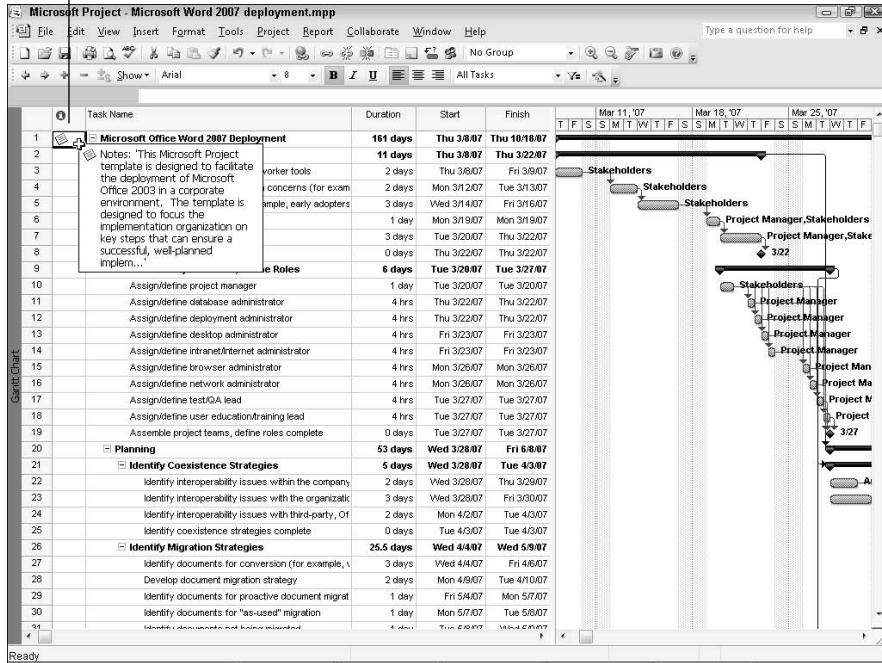 Microsoft Project - Microsoft Word 2007 deployment.mpp
File Edit View Insert Format Tools Project Report Collaborate Window Help
Type a question for help
No Group
Show Arial 8 B I U All Tasks
Task Name Duration Start Finish
Mar 11, '07 Mar 18, '07 Mar 25, '07
T F S S M T W T F S S M T W T F S S M T W T F
1 Microsoft Office Word 2007 Deployment 161 days Thu 3/8/07 Thu 10/18/07
2 11 days Thu 3/8/07 Thu 3/22/07
Notes: 'This Microsoft Project
template is designed to facilitate
the deployment of Microsoft
Office 2003 in a corporate
environment. The template is
designed to focus the
implementation organization on
key steps that can ensure a
successful, well-planned
implem...'
3 worker tools 2 days Thu 3/8/07 Fri 3/9/07 Stakeholders
4 concerns (for exam 2 days Mon 3/12/07 Tue 3/13/07 Stakeholders
5 mple, early adopters 3 days Wed 3/14/07 Fri 3/16/07 Stakeholders
6 1 day Mon 3/19/07 Mon 3/19/07 Project Manager,Stakeholders
7 3 days Tue 3/20/07 Thu 3/22/07 Project Manager,Stake
8 0 days Thu 3/22/07 Thu 3/22/07 3/22
9 ne Roles 6 days Tue 3/20/07 Tue 3/27/07
10 Assign/define project manager 1 day Tue 3/20/07 Tue 3/20/07 Stakeholders
11 Assign/define database administrator 4 hrs Thu 3/22/07 Thu 3/22/07 Project Manager
12 Assign/define deployment administrator 4 hrs Thu 3/22/07 Thu 3/22/07 Project Manager
13 Assign/define desktop administrator 4 hrs Fri 3/23/07 Fri 3/23/07 Project Manager
14 Assign/define intranet/Internet administrator 4 hrs Fri 3/23/07 Fri 3/23/07 Project Manager
15 Assign/define browser administrator 4 hrs Mon 3/26/07 Mon 3/26/07 Project Man
16 Assign/define network administrator 4 hrs Mon 3/26/07 Mon 3/26/07 Project Ma
17 Assign/define test/QA lead 4 hrs Tue 3/27/07 Tue 3/27/07 Project M
18 Assign/define user education/training lead 4 hrs Tue 3/27/07 Tue 3/27/07 Project
19 Assemble project teams, define roles complete 0 days Tue 3/27/07 Tue 3/27/07 3/27
20 Planning 53 days Wed 3/28/07 Fri 6/8/07
21 Identify Coexistence Strategies 5 days Wed 3/28/07 Tue 4/3/07
22 Identify interoperability issues within the company 2 days Wed 3/28/07 Thu 3/29/07
23 Identify interoperability issues with the organizatic 3 days Wed 3/28/07 Fri 3/30/07
24 Identify interoperability issues with third-party, Of 2 days Mon 4/2/07 Tue 4/3/07
25 Identify coexistence strategies complete 0 days Tue 4/3/07 Tue 4/3/07
26 Identify Migration Strategies 25.5 days Wed 4/4/07 Wed 5/9/07
27 Identify documents for conversion (for example, 3 days Wed 4/4/07 Fri 4/6/07
28 Develop document migration strategy 2 days Mon 4/9/07 Tue 4/10/07
29 Identify documents for proactive document migrat 1 day Fri 5/4/07 Mon 5/7/07
30 Identify documents for "as-used" migration 1 day Mon 5/7/07 Tue 5/8/07
31 Identify documents not being migrated 1 day Tue 5/8/07 Wed 5/9/07
Gantt Chart
Ready